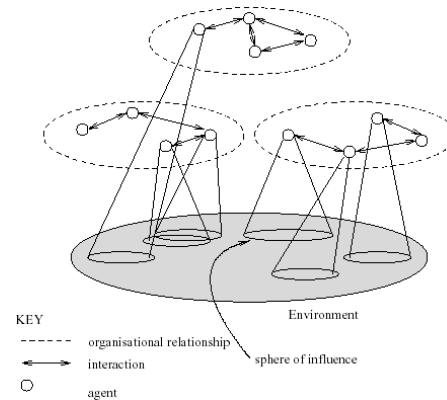 Environment
KEY
organisational relationship
interaction
sphere of influence
agent